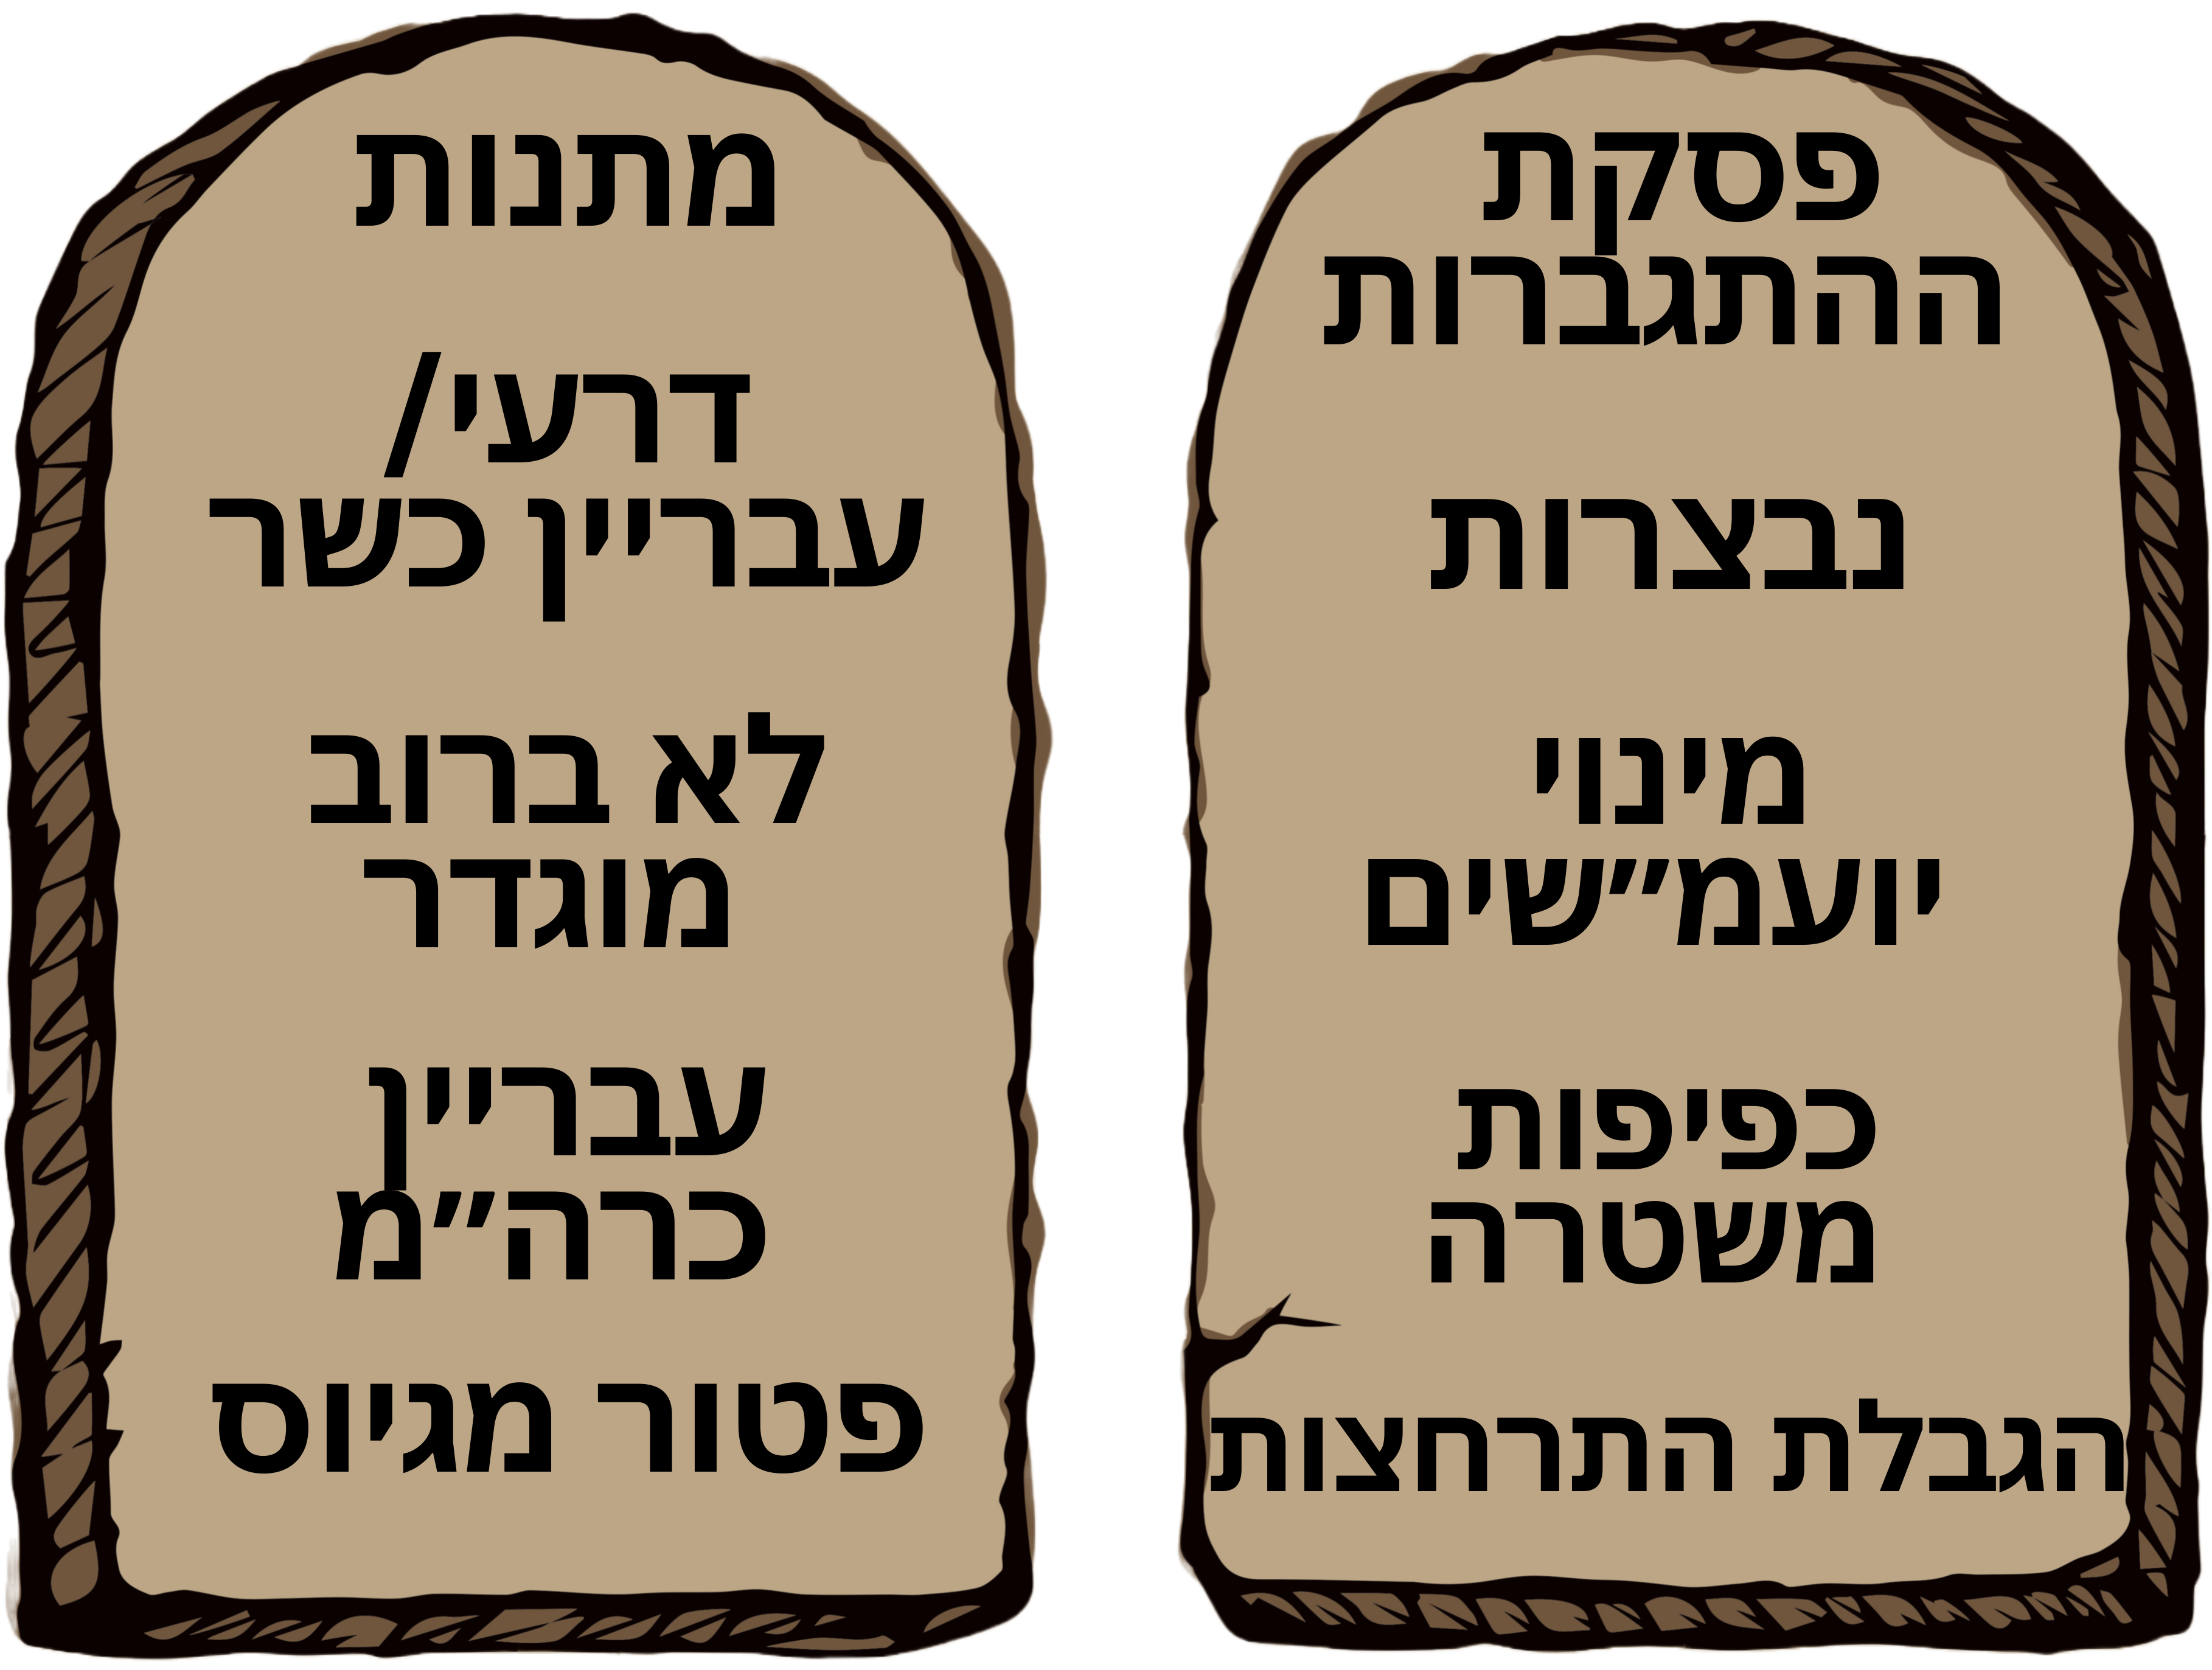 פסקת
ההתגברות
נבצרות
מינוי
יועמ״שים
כפיפות
משטרה
הגבלת התרחצות
מתנות
דרעי/
עבריין כשר
לא ברוב
מוגדר
עבריין
כרה״מ
פטור מגיוס